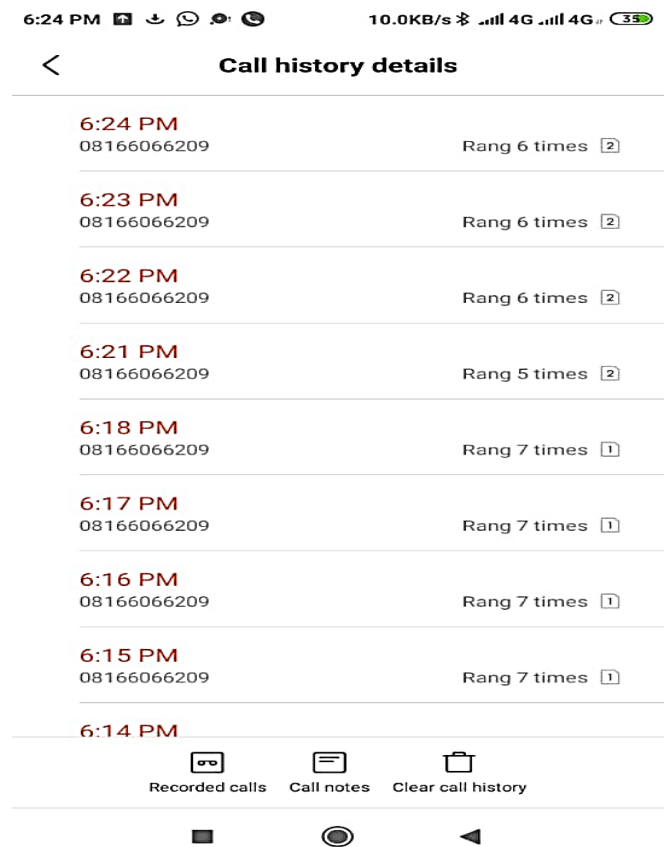 6:24 PM 10.0KB/s 4G 4G 35
Call history details
6:24 PM
08166066209 Rang 6 times 2
6:23 PM
08166066209 Rang 6 times 2
6:22 PM
08166066209 Rang 6 times 2
6:21 PM
08166066209 Rang 5 times 2
6:18 PM
08166066209 Rang 7 times 1
6:17 PM
08166066209 Rang 7 times 1
6:16 PM
08166066209 Rang 7 times 1
6:15 PM
08166066209 Rang 7 times 1
6:14 PM
Recorded calls Call notes Clear call history